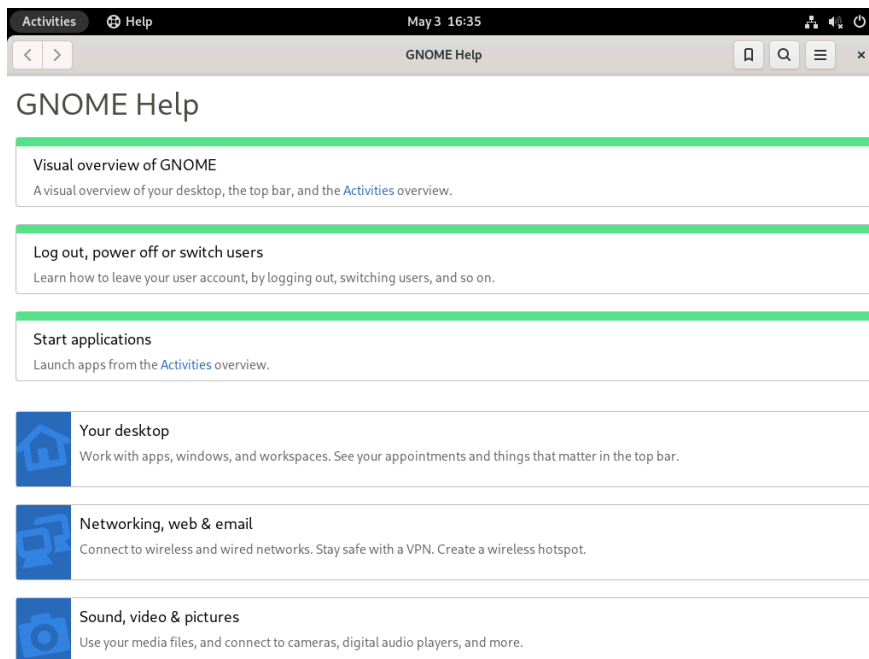 Activities Help May 3 16:35
GNOME Help
GNOME Help
Visual overview of GNOME
A visual overview of your desktop, the top bar, and the Activities overview.
Log out, power off or switch users
Learn how to leave your user account, by logging out, switching users, and so on.
Start applications
Launch apps from the Activities overview.
Your desktop
Work with apps, windows, and workspaces. See your appointments and things that matter in the top bar.
Networking, web & email
Connect to wireless and wired networks. Stay safe with a VPN. Create a wireless hotspot.
Sound, video & pictures
Use your media files, and connect to cameras, digital audio players, and more.